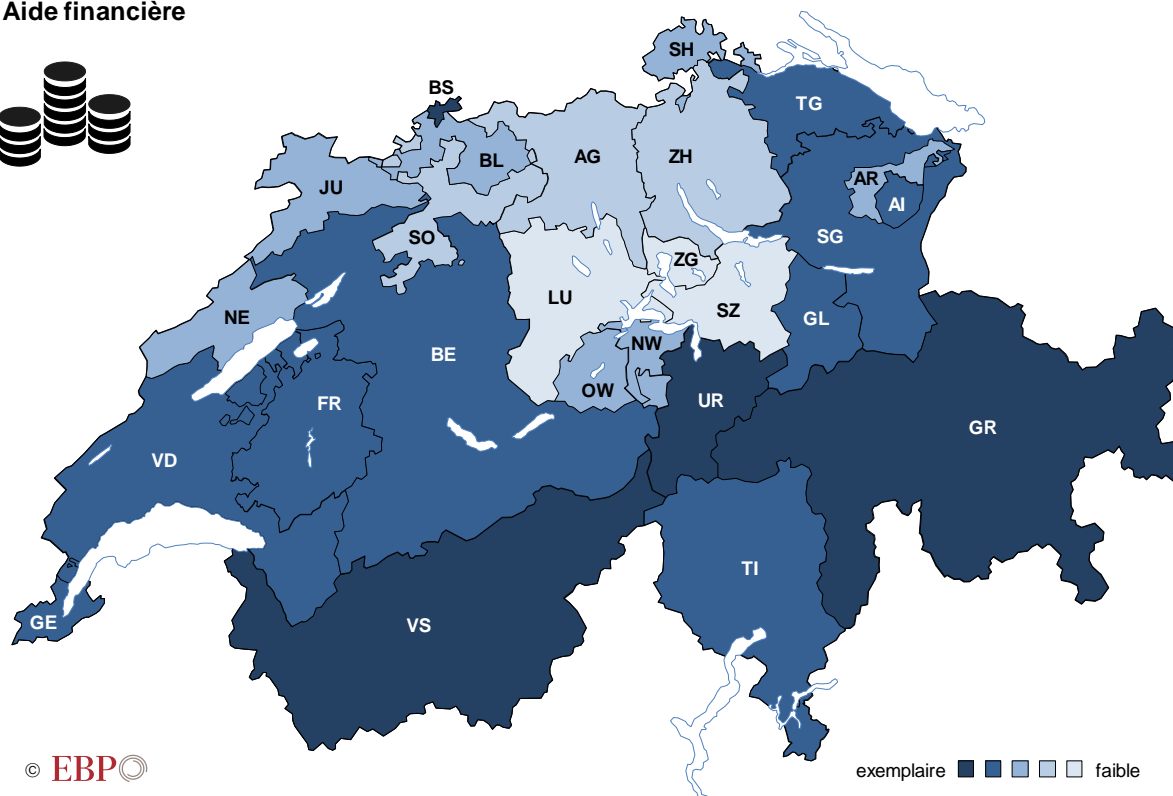 Aide financière
SH
BS
TG
BL
AG
ZH
JU
AR
AI
SO
SG
ZG
LU
SZ
NE
GL
NW
BE
OW
FR
UR
GR
VD
TI
GE
VS
© EBP
exemplaire faible